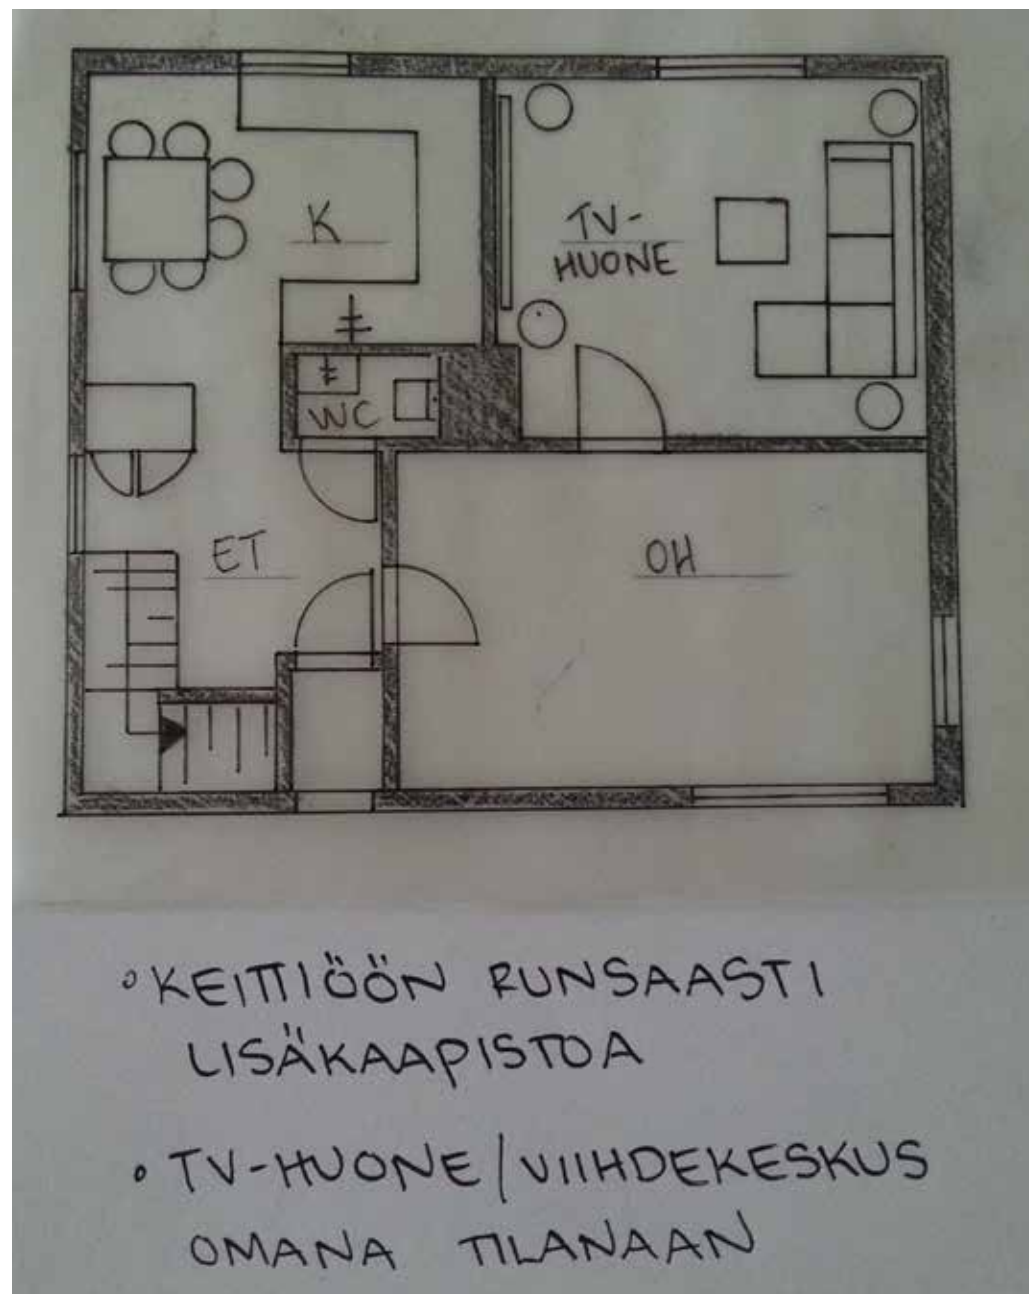 K
TV-
HUONE
WC
ET
OH
◦ KEITTIÖÖN RUNSAASTI
LISÄKAAPISTOA
• TV-HUONE/VIIHDEKESKUS
OMANA TILANAAN